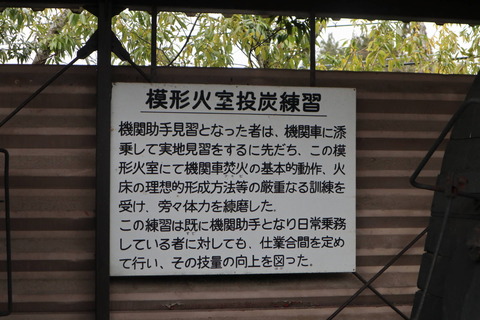 模形火室投炭練習
機関助手見習となった者は、機関車に添
乗して実地見習をするに先だち、この模
形火室にて機関車焚火の基本的動作、火
床の理想的形成方法等の厳重なる訓練を
受け、旁々体力を練磨した。
この練習は既に機関助手となり日常乗務
している者に対しても、仕業合間を定め
て行い、その技量の向上を図った。